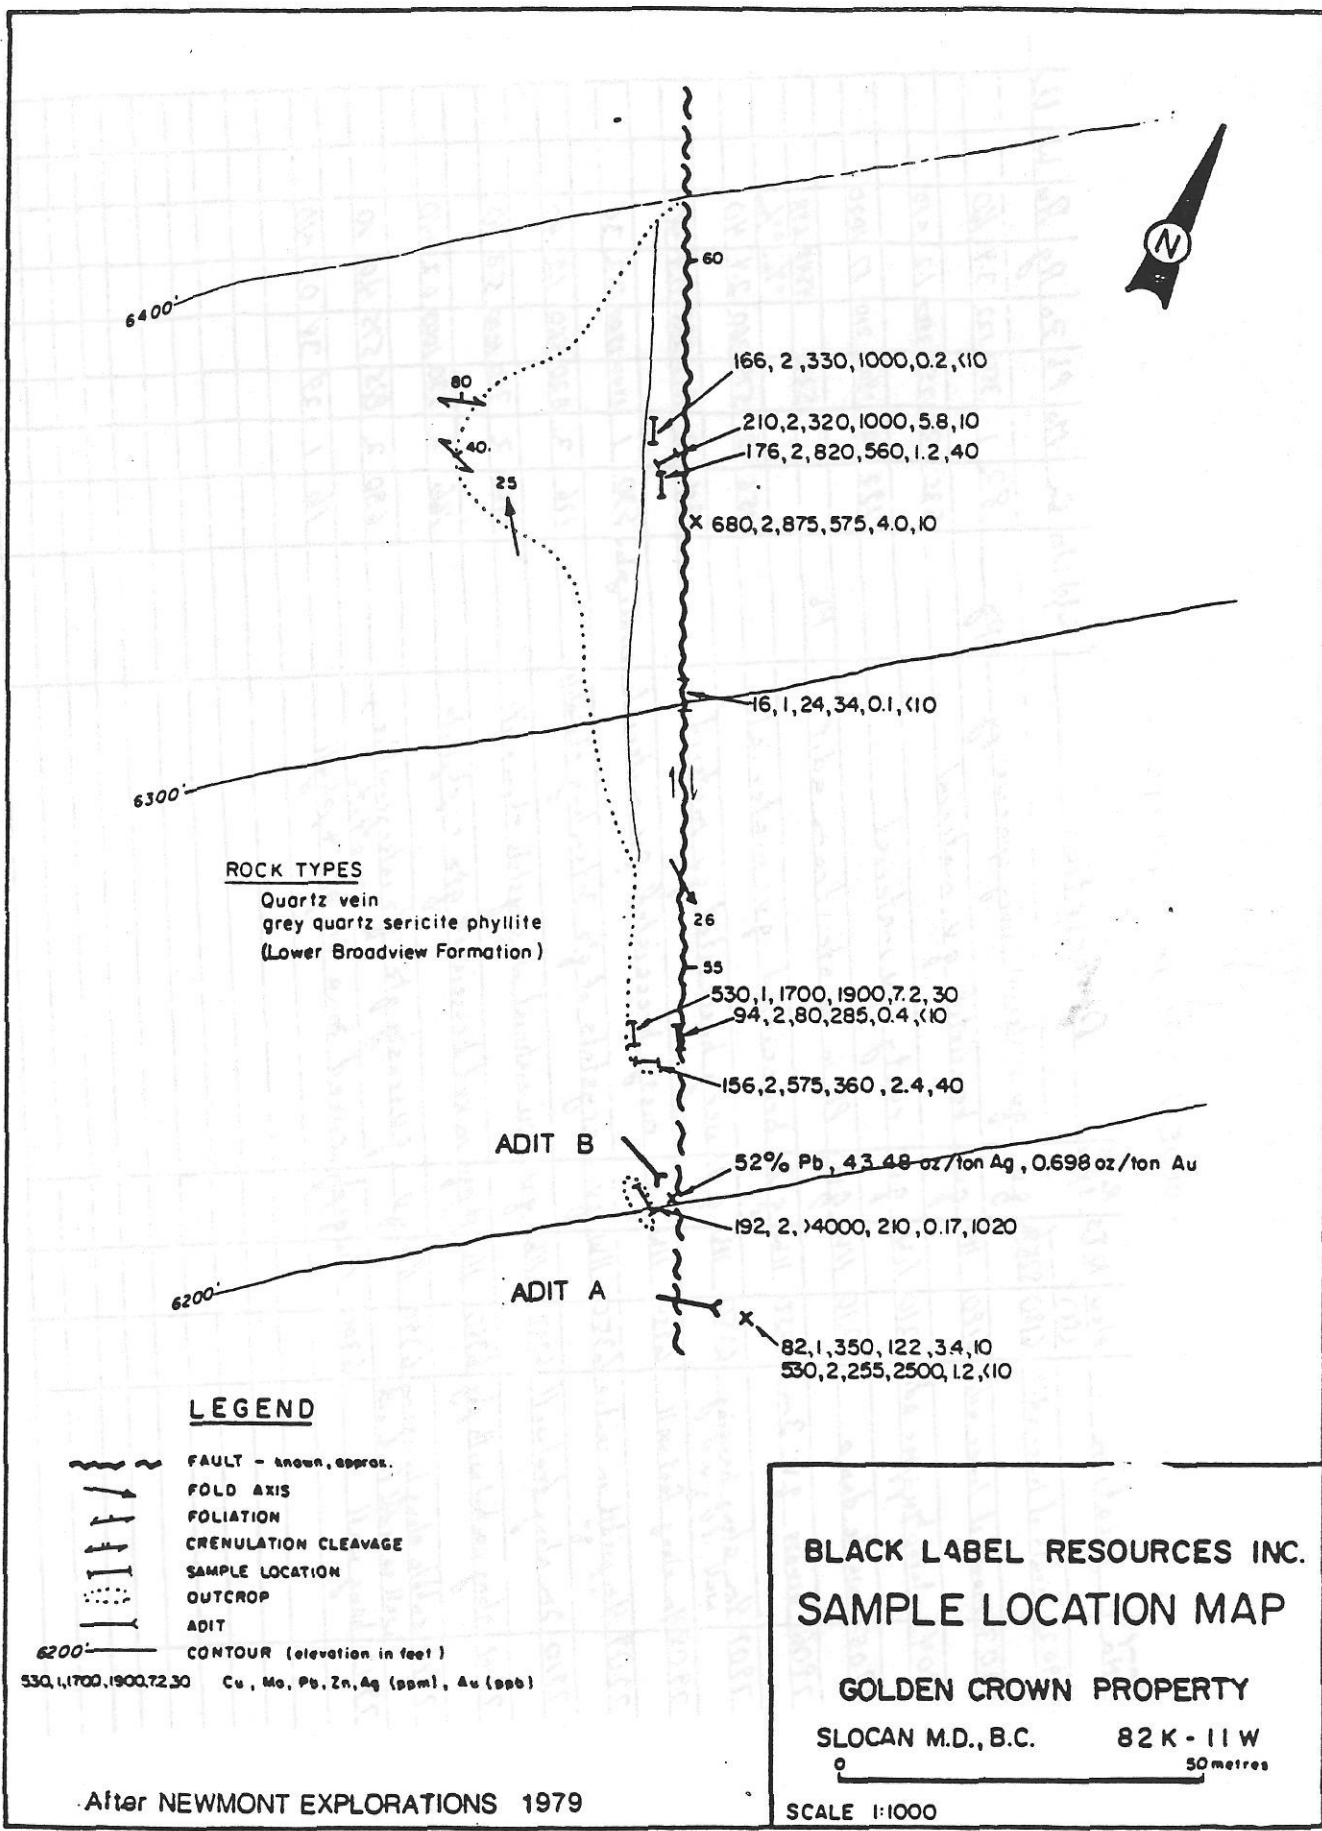 6400'
60
N
80
40
25
166, 2, 330, 1000, 0.2, <10
210, 2, 320, 1000, 5.8, 10
176, 2, 820, 560, 1.2, 40
x 680, 2, 875, 575, 4.0, 10
6300'
16, 1, 24, 34, 0.1, <10
ROCK TYPES
Quartz vein
grey quartz sericite phyllite
(Lower Broadview Formation)
26
55
530, 1, 1700, 1900, 7.2, 30
94, 2, 80, 285, 0.4, <10
156, 2, 575, 360, 2.4, 40
ADIT B
52% Pb, 43.48 oz/ton Ag, 0.698 oz/ton Au
192, 2, >4000, 210, 0.17, 1020
6200'
ADIT A
x
82, 1, 350, 122, 3.4, 10
530, 2, 255, 2500, 1.2, <10
LEGEND
FAULT - known, approx.
FOLD AXIS
FOLIATION
CRENULATION CLEAVAGE
SAMPLE LOCATION
OUTCROP
ADIT
6200' CONTOUR (elevation in feet)
530, 1, 1700, 1900, 7.2, 30 Cu, Mo, Pb, Zn, Ag (ppm), Au (ppb)
After NEWMONT EXPLORATIONS 1979
BLACK LABEL RESOURCES INC.
SAMPLE LOCATION MAP
GOLDEN CROWN PROPERTY
SLOCAN M.D., B.C. 82 K - 11 W
0 50 metres
SCALE 1:1000